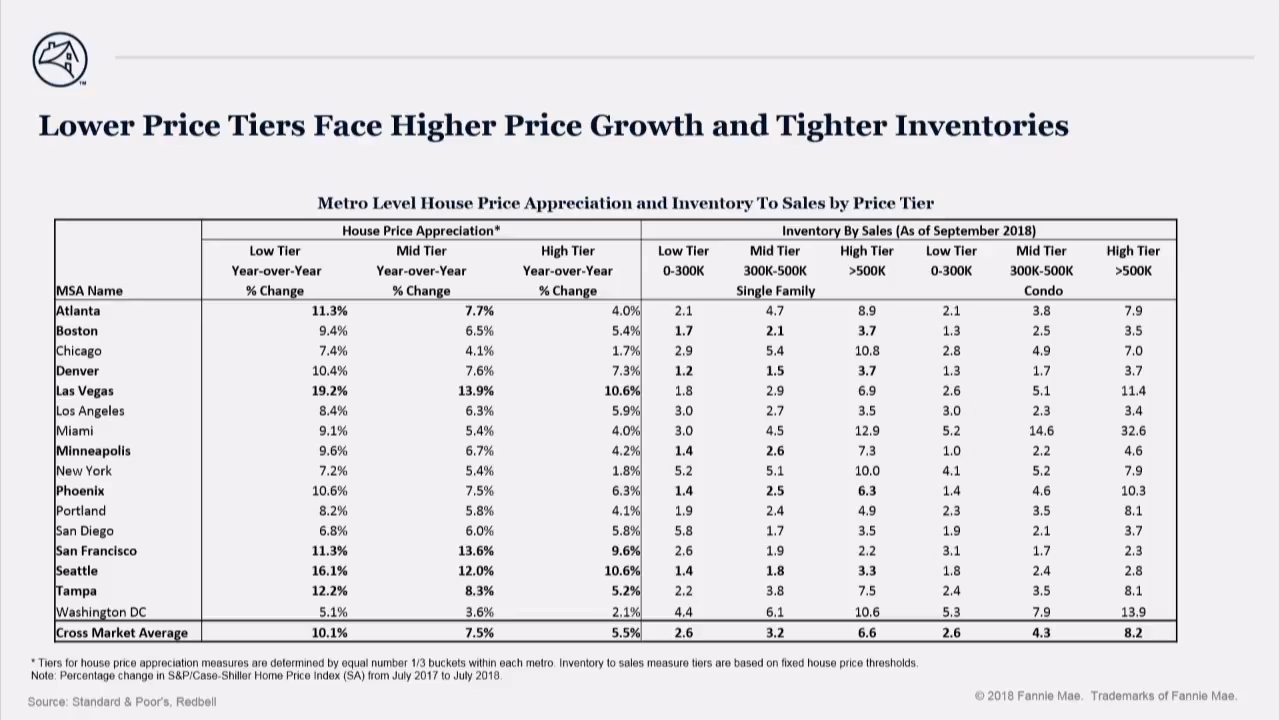 TM
Lower Price Tiers Face Higher Price Growth and Tighter Inventories
Metro Level House Price Appreciation and Inventory To Sales by Price Tier
House Price Appreciation* Inventory By Sales (As of September 2018)
Low Tier Mid Tier High Tier Low Tier Mid Tier High Tier Low Tier Mid Tier High Tier
Year-over-Year Year-over-Year Year-over-Year 0-300K 300K-500K >500K 0-300K 300K-500K >500K
MSA Name % Change % Change % Change Single Family Condo
Atlanta 11.3% 7.7% 4.0% 2.1 4.7 8.9 2.1 3.8 7.9
Boston 9.4% 6.5% 5.4% 1.7 2.1 3.7 1.3 2.5 3.5
Chicago 7.4% 4.1% 1.7% 2.9 5.4 10.8 2.8 4.9 7.0
Denver 10.4% 7.6% 7.3% 1.2 1.5 3.7 1.3 1.7 3.7
Las Vegas 19.2% 13.9% 10.6% 1.8 2.9 6.9 2.6 5.1 11.4
Los Angeles 8.4% 6.3% 5.9% 3.0 2.7 3.5 3.0 2.3 3.4
Miami 9.1% 5.4% 4.0% 3.0 4.5 12.9 5.2 14.6 32.6
Minneapolis 9.6% 6.7% 4.2% 1.4 2.6 7.3 1.0 2.2 4.6
New York 7.2% 5.4% 1.8% 5.2 5.1 10.0 4.1 5.2 7.9
Phoenix 10.6% 7.5% 6.3% 1.4 2.5 6.3 1.4 4.6 10.3
Portland 8.2% 5.8% 4.1% 1.9 2.4 4.9 2.3 3.5 8.1
San Diego 6.8% 6.0% 5.8% 5.8 1.7 3.5 1.9 2.1 3.7
San Francisco 11.3% 13.6% 9.6% 2.6 1.9 2.2 3.1 1.7 2.3
Seattle 16.1% 12.0% 10.6% 1.4 1.8 3.3 1.8 2.4 2.8
Tampa 12.2% 8.3% 5.2% 2.2 3.8 7.5 2.4 3.5 8.1
Washington DC 5.1% 3.6% 2.1% 4.4 6.1 10.6 5.3 7.9 13.9
Cross Market Average 10.1% 7.5% 5.5% 2.6 3.2 6.6 2.6 4.3 8.2
* Tiers for house price appreciation measures are determined by equal number 1/3 buckets within each metro. Inventory to sales measure tiers are based on fixed house price thresholds.
Note: Percentage change in S&P/Case-Shiller Home Price Index (SA) from July 2017 to July 2018.
Source: Standard & Poor's, Redbell
© 2018 Fannie Mae. Trademarks of Fannie Mae.